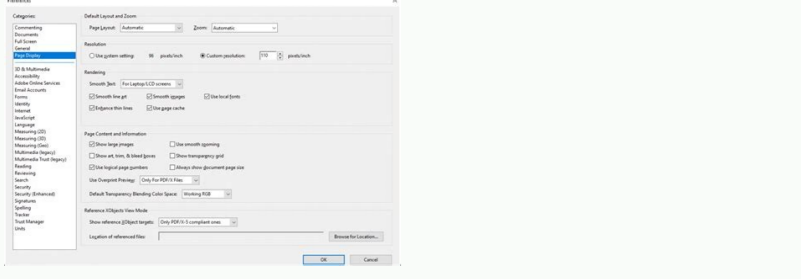 Preferences
Categories:
Commenting
Documents
Full Screen
General
Page Display
3D & Multimedia
Accessibility
Adobe Online Services
Email Accounts
Forms
Identity
Internet
JavaScript
Language
Measuring (2D)
Measuring (3D)
Measuring (Geo)
Multimedia (legacy)
Multimedia Trust (legacy)
Reading
Reviewing
Search
Security
Security (Enhanced)
Signatures
Spelling
Tracker
Trust Manager
Units
Default Layout and Zoom
Page Layout: Automatic Zoom: Automatic
Resolution
Use system setting: 96 pixels/inch Custom resolution: 110 pixels/inch
Rendering
Smooth Text: For Laptop/LCD screens
Smooth line art Smooth images Use local fonts
Enhance thin lines Use page cache
Page Content and Information
Show large images Use smooth zooming
Show art, trim, & bleed boxes Show transparency grid
Use logical page numbers Always show document page size
Use Overprint Preview: Only For PDF/X Files
Default Transparency Blending Color Space: Working RGB
Reference XObjects View Mode
Show reference XObject targets: Only PDF/X-5 compliant ones
Location of referenced files: Browse for Location...
OK Cancel